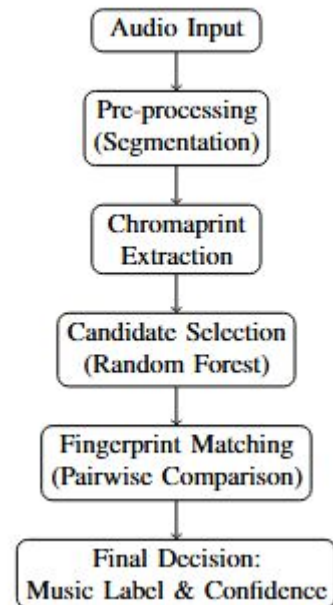 Audio Input
Pre-processing
(Segmentation)
Chromaprint
Extraction
Candidate Selection
(Random Forest)
Fingerprint Matching
(Pairwise Comparison)
Final Decision:
Music Label & Confidence